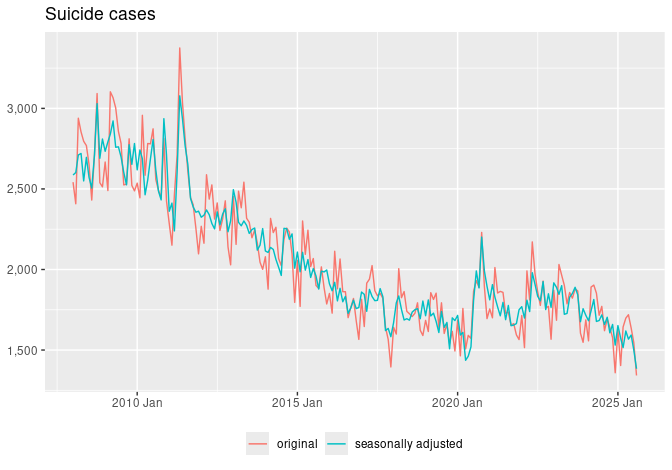 Suicide cases
3,000
2,500
2,000
1,500
2010 Jan 2015 Jan 2020 Jan 2025 Jan
original seasonally adjusted